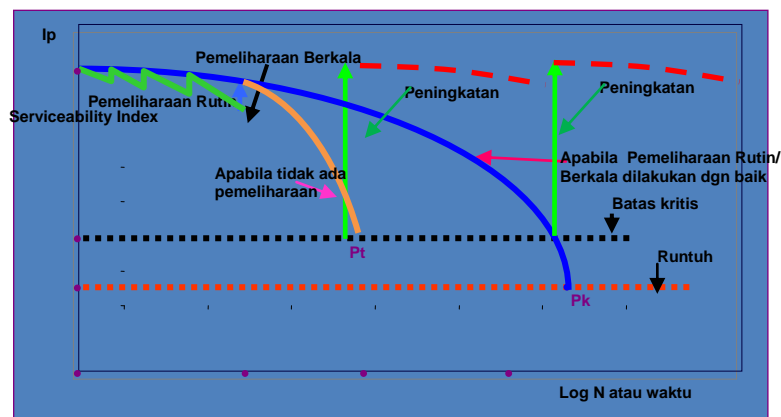 Ip
Pemeliharaan Berkala
Pemeliharaan Rutin
Serviceability Index
Peningkatan
Peningkatan
Apabila tidak ada
pemeliharaan
Apabila Pemeliharaan Rutin/
Berkala dilakukan dgn baik
Batas kritis
Pt
Runtuh
Pk
Log N atau waktu